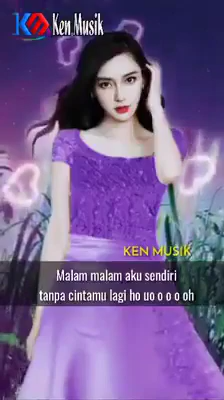 Ken Musik
KEN MUSIK
Malam malam aku sendiri
tanpa cintamu lagi ho uo o o o oh